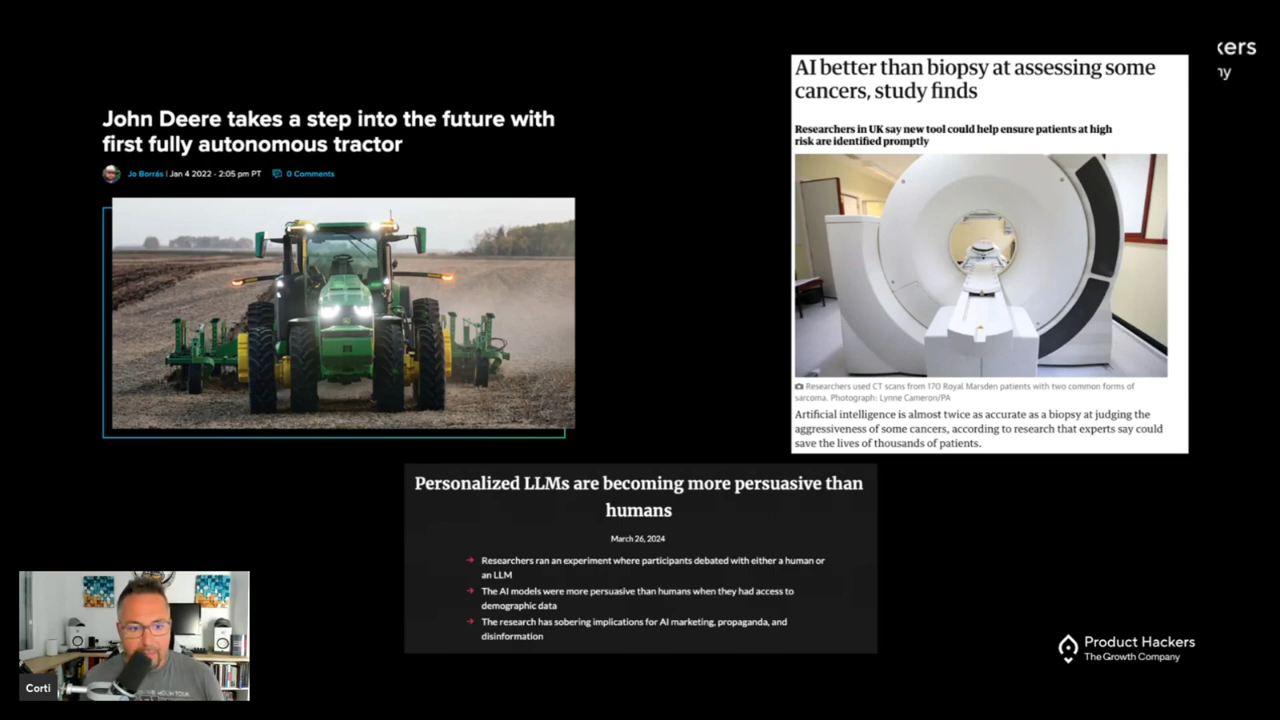 John Deere takes a step into the future with
first fully autonomous tractor
Jo Borrás | Jan 4 2022 - 2:05 pm PT 0 Comments
AI better than biopsy at assessing some
cancers, study finds
Researchers in UK say new tool could help ensure patients at high
risk are identified promptly
Researchers used CT scans from 170 Royal Marsden patients with two common forms of
sarcoma. Photograph: Lynne Cameron/PA
Artificial intelligence is almost twice as accurate as a biopsy at judging the
aggressiveness of some cancers, according to research that experts say could
save the lives of thousands of patients.
Personalized LLMs are becoming more persuasive than
humans
March 26, 2024
Researchers ran an experiment where participants debated with either a human or
an LLM
The AI models were more persuasive than humans when they had access to
demographic data
The research has sobering implications for AI marketing, propaganda, and
disinformation
Corti
Product Hackers
The Growth Company